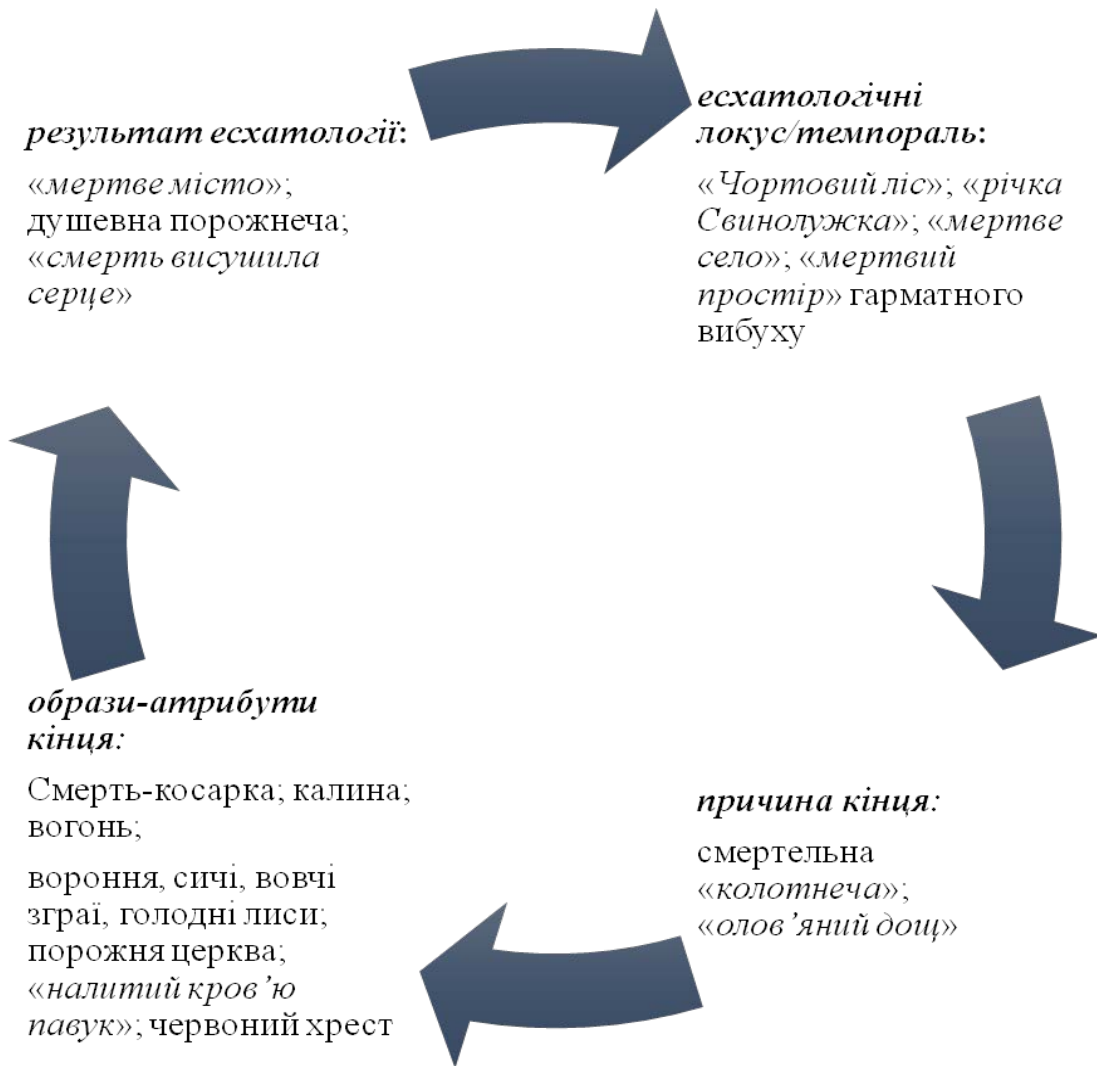 результат есхатології:
«мертве місто»;
душевна порожнеча;
«смерть висушила
серце»
есхатологічні
локус/темпораль:
«Чортовий ліс»; «річка
Свинолужка»; «мертве
село»; «мертвий
простір» гарматного
вибуху
причина кінця:
смертельна
«колотнеча»;
«олов’яний дощ»
образи-атрибути
кінця:
Смерть-косарка; калина;
вогонь;
вороння, сичі, вовчі
зграї, голодні лиси;
порожня церква;
«налитий кров’ю
павук»; червоний хрест